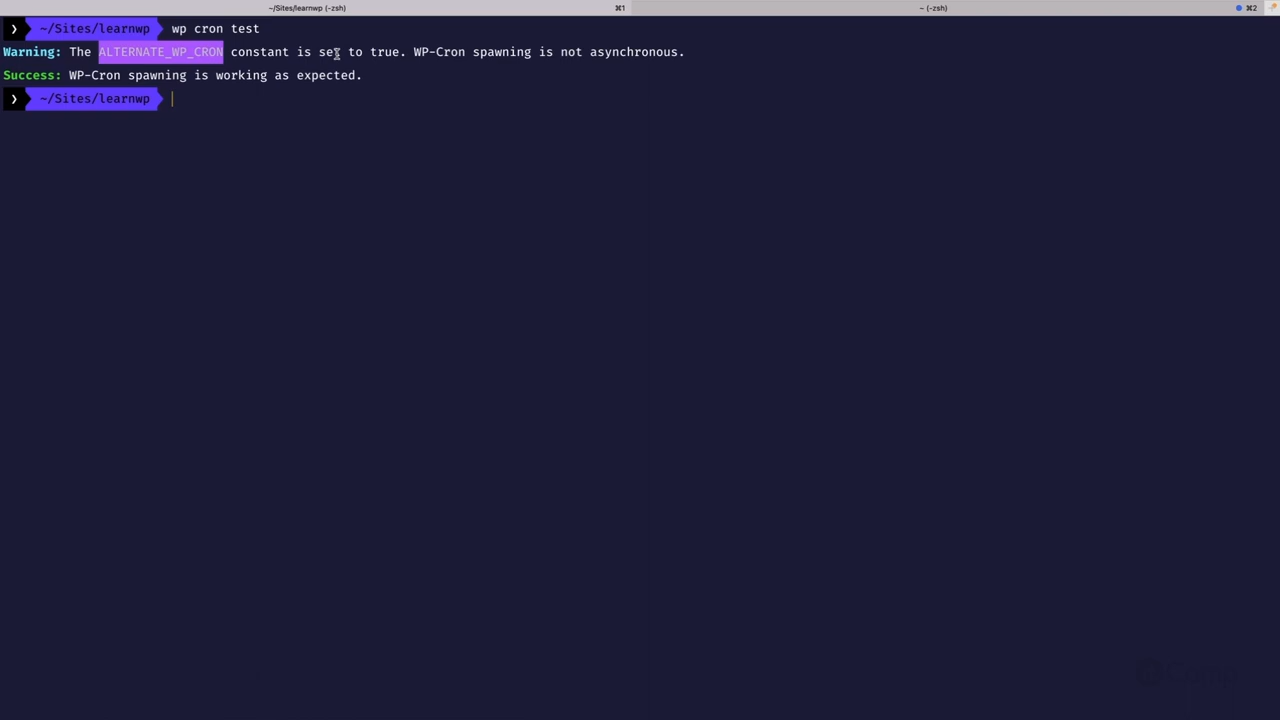 ~/Sites/learnwp (-zsh) ⌘1 ~ (-zsh) ⌘2
❯ ~/Sites/learnwp wp cron test
Warning: The ALTERNATE_WP_CRON constant is set to true. WP-Cron spawning is not asynchronous.
Success: WP-Cron spawning is working as expected.
❯ ~/Sites/learnwp